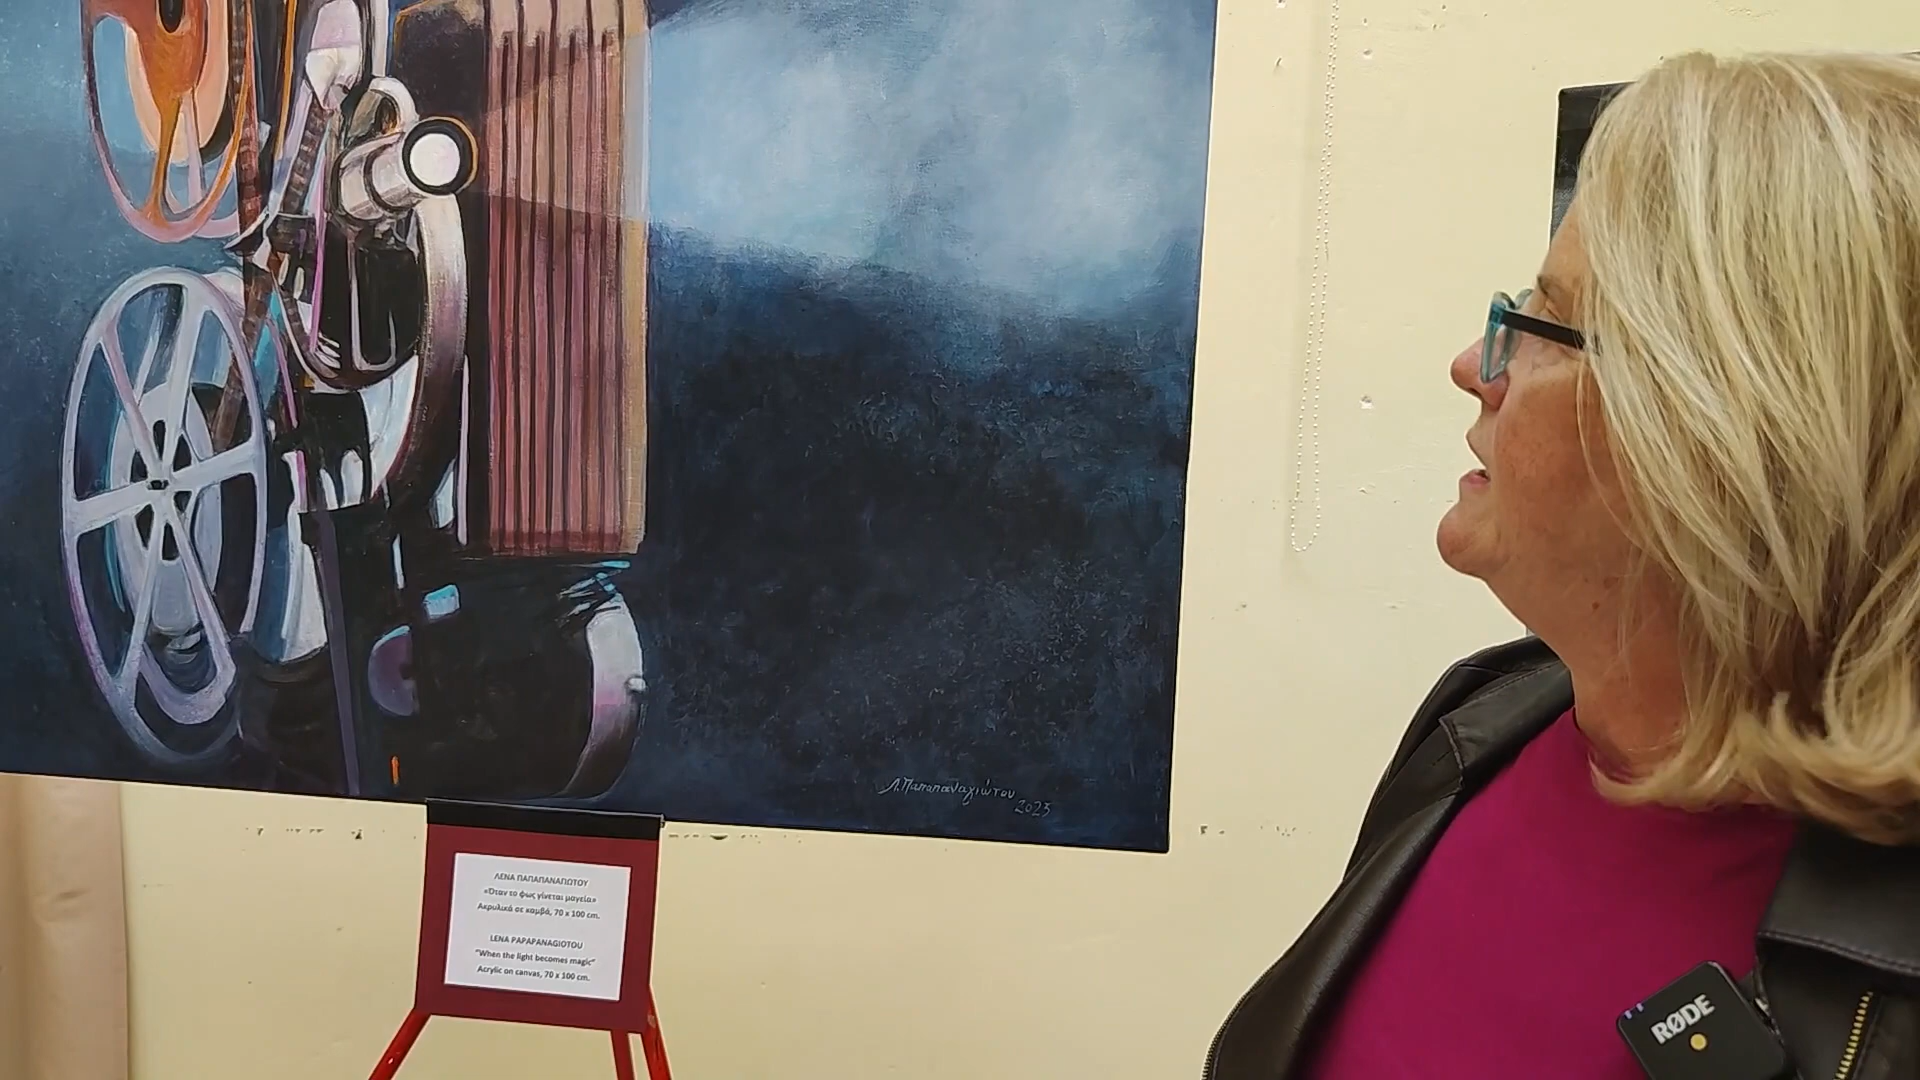 Λ. Παπαπαναγιώτου
2023
ΛΕΝΑ ΠΑΠΑΠΑΝΑΓΙΩΤΟΥ
«Όταν το φως γίνεται μαγεία»
Ακρυλικά σε καμβά, 70 x 100 cm.
LENA PAPAPANAGIOTOU
"When the light becomes magic"
Acrylic on canvas, 70 x 100 cm.
RØDE